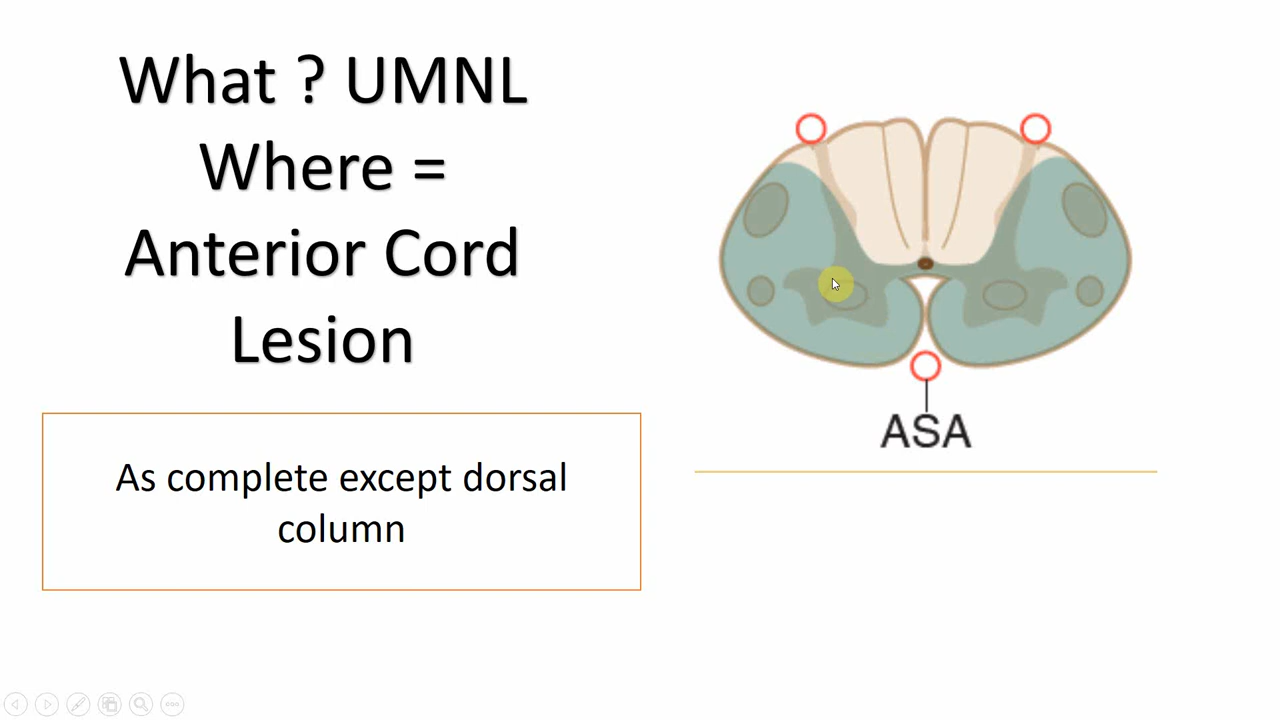 What ? UMNL
Where =
Anterior Cord
Lesion
As complete except dorsal
column
ASA